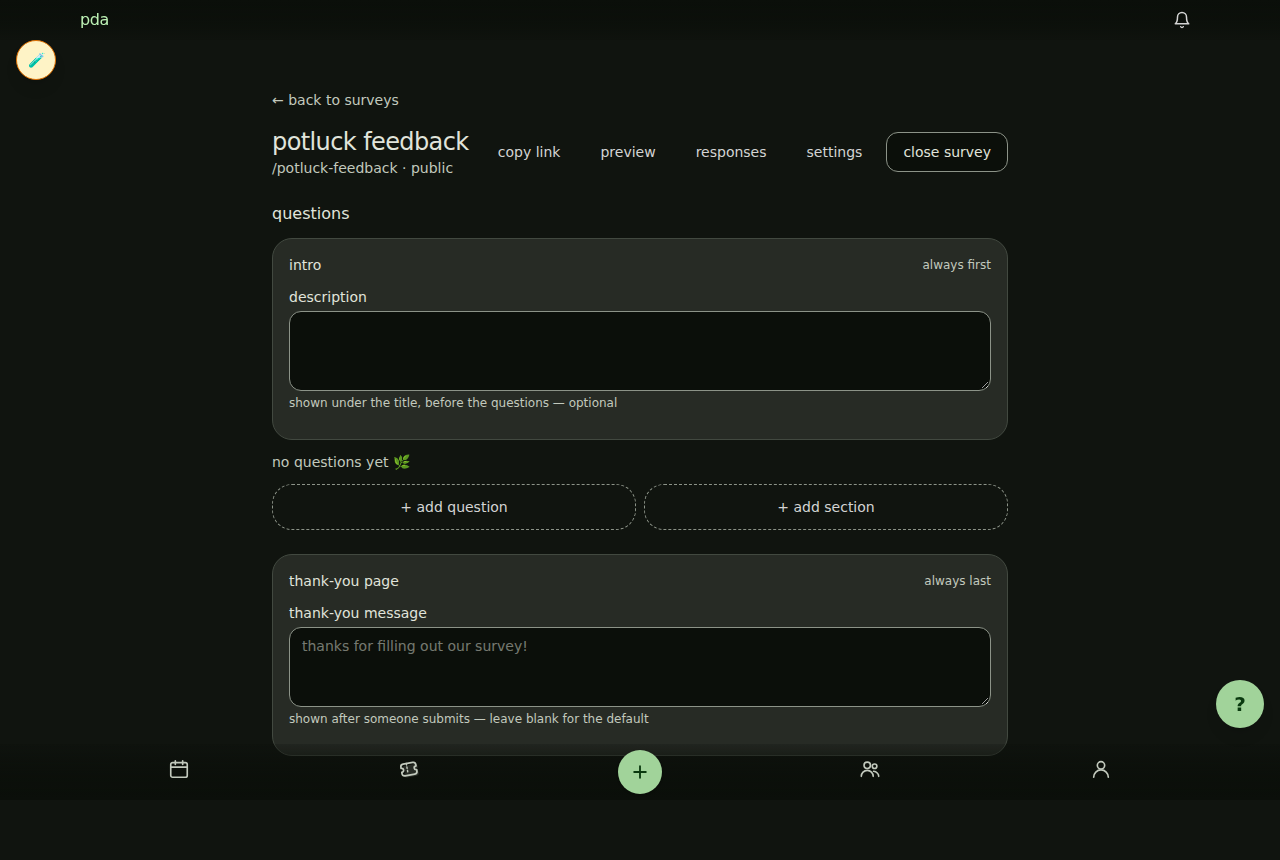 pda
← back to surveys
potluck feedback
/potluck-feedback · public
copy link
preview
responses
settings
close survey
questions
intro
always first
description
shown under the title, before the questions — optional
no questions yet 🌿
+ add question
+ add section
thank-you page
always last
thank-you message
thanks for filling out our survey!
shown after someone submits — leave blank for the default
?